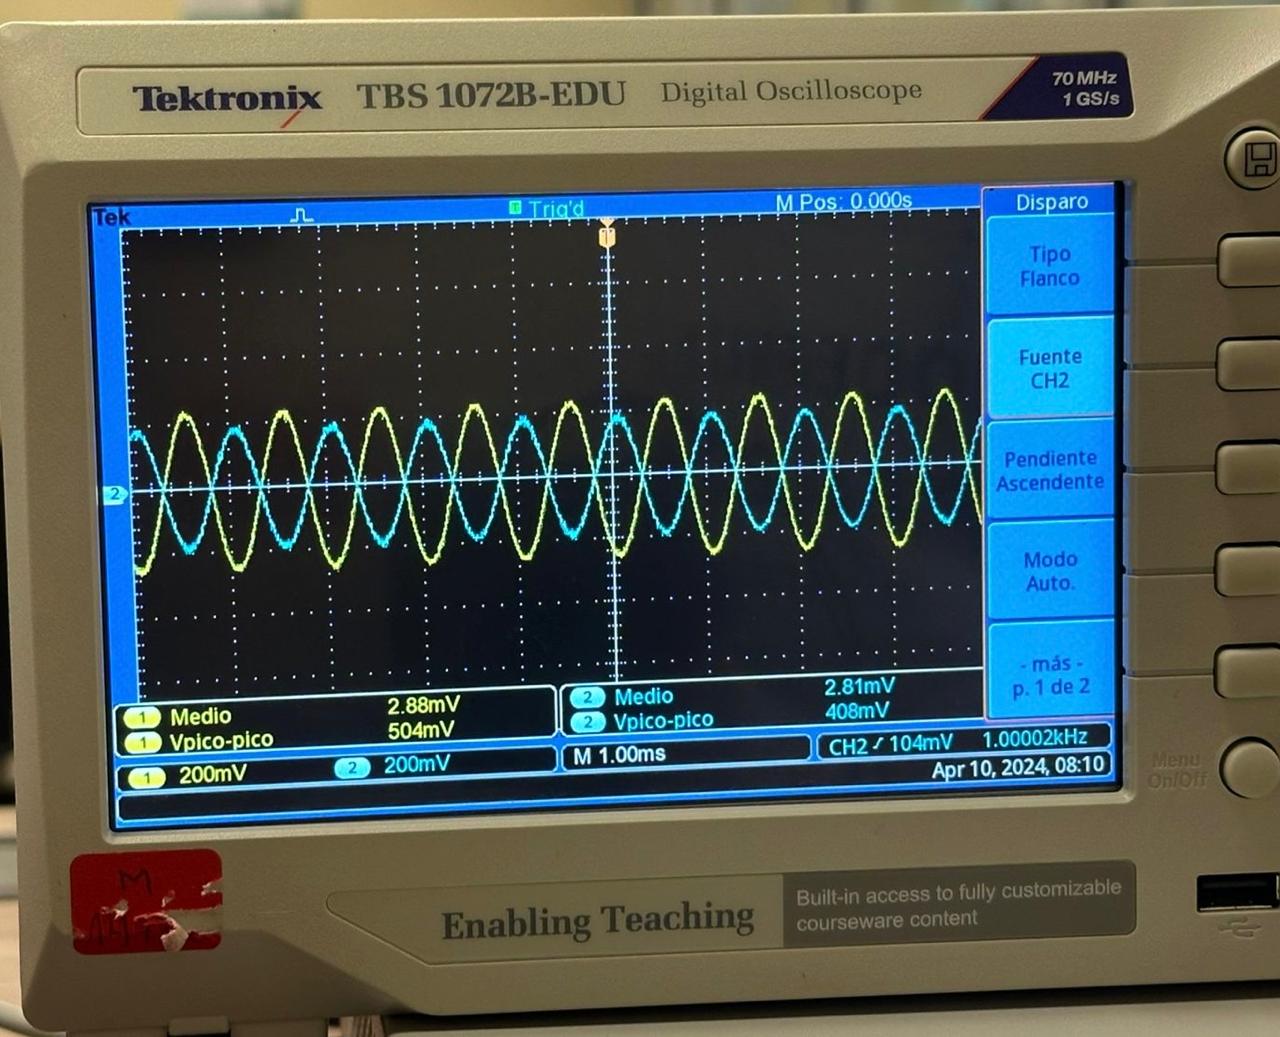 Tektronix TBS 1072B-EDU Digital Oscilloscope
70 MHz
1 GS/s
Tek Trig'd M Pos: 0.000s
Disparo
Tipo
Flanco
Fuente
CH2
Pendiente
Ascendente
Modo
Auto.
- más -
p. 1 de 2
2
1 Medio 2.88mV
1 Vpico-pico 504mV
2 Medio 2.81mV
2 Vpico-pico 408mV
1 200mV 2 200mV M 1.00ms
CH2 104mV 1.00002kHz
Apr 10, 2024, 08:10
Menu
On/Off
M
Enabling Teaching
Built-in access to fully customizable
courseware content